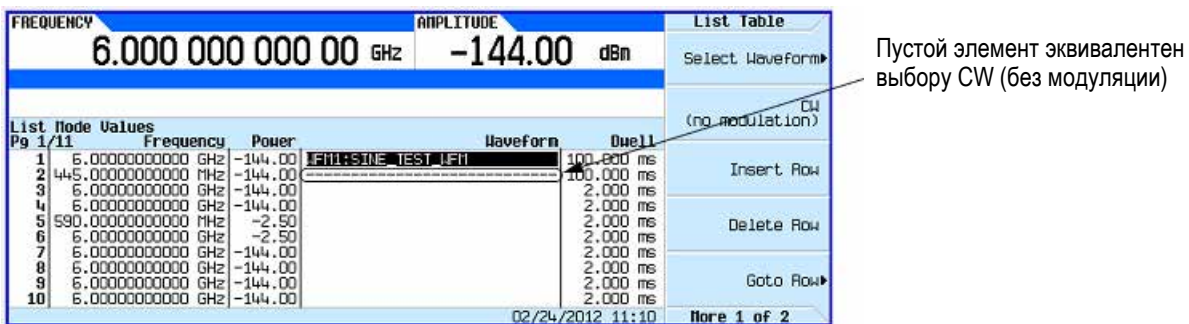 FREQUENCY AMPLITUDE List Table
6.000 000 000 00 GHz -144.00 dBm
Select Waveform
Пустой элемент эквивалентен
выбору CW (без модуляции)
CW
(no modulation)
List Mode Values
Pg 1/11 Frequency Power Waveform Dwell
1 6.00000000000 GHz -144.00 WFM1:SINE_TEST_WFM 100.000 ms
2 445.00000000000 MHz -144.00 -------------------------- 100.000 ms
3 6.00000000000 GHz -144.00 2.000 ms
4 6.00000000000 GHz -144.00 2.000 ms
5 590.00000000000 MHz -2.50 2.000 ms
6 6.00000000000 GHz -2.50 2.000 ms
7 6.00000000000 GHz -144.00 2.000 ms
8 6.00000000000 GHz -144.00 2.000 ms
9 6.00000000000 GHz -144.00 2.000 ms
10 6.00000000000 GHz -144.00 2.000 ms
Insert Row
Delete Row
Goto Row
02/24/2012 11:10 More 1 of 2